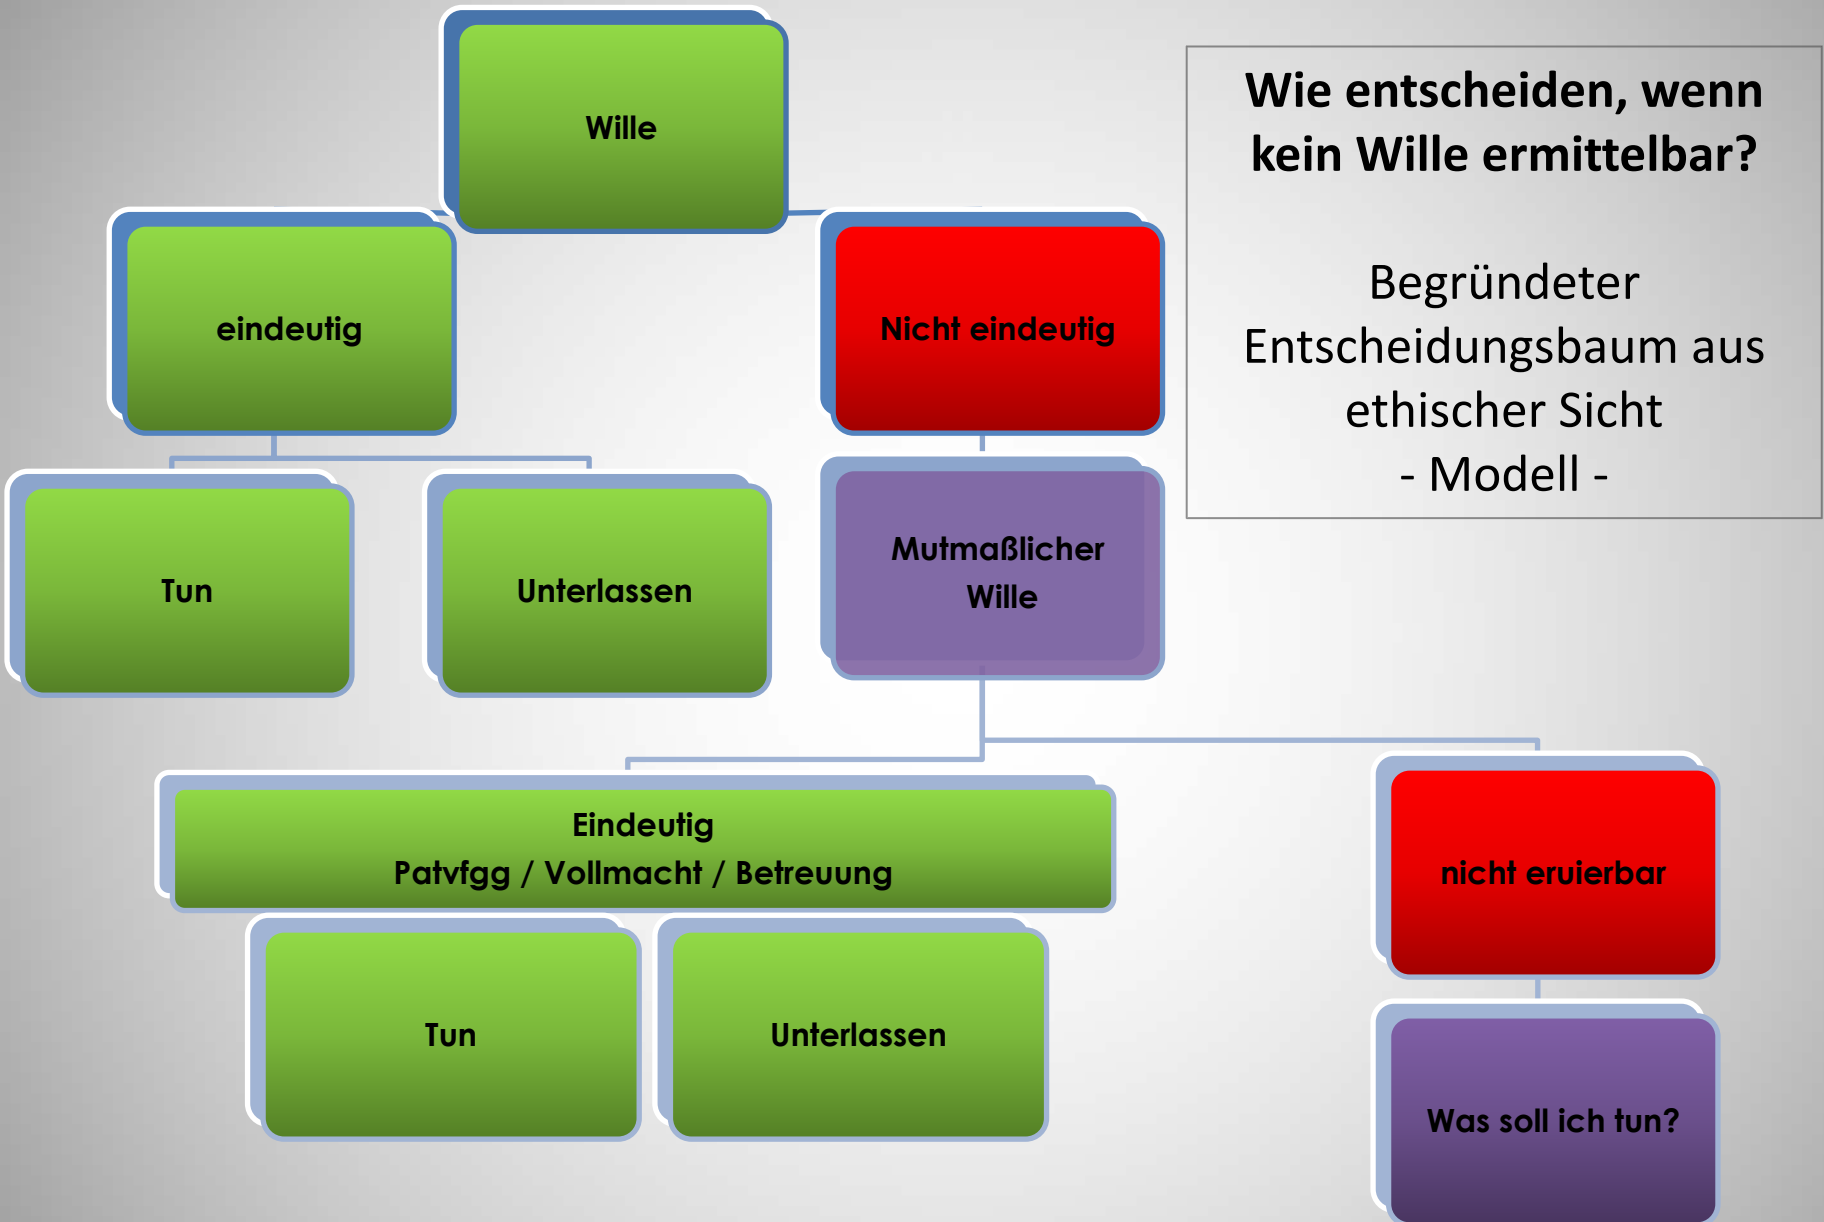 Wille
Wie entscheiden, wenn
kein Wille ermittelbar?
Begründeter
Entscheidungsbaum aus
ethischer Sicht
- Modell -
eindeutig
Nicht eindeutig
Tun
Unterlassen
Mutmaßlicher
Wille
Eindeutig
Patvfgg / Vollmacht / Betreuung
nicht eruierbar
Tun
Unterlassen
Was soll ich tun?